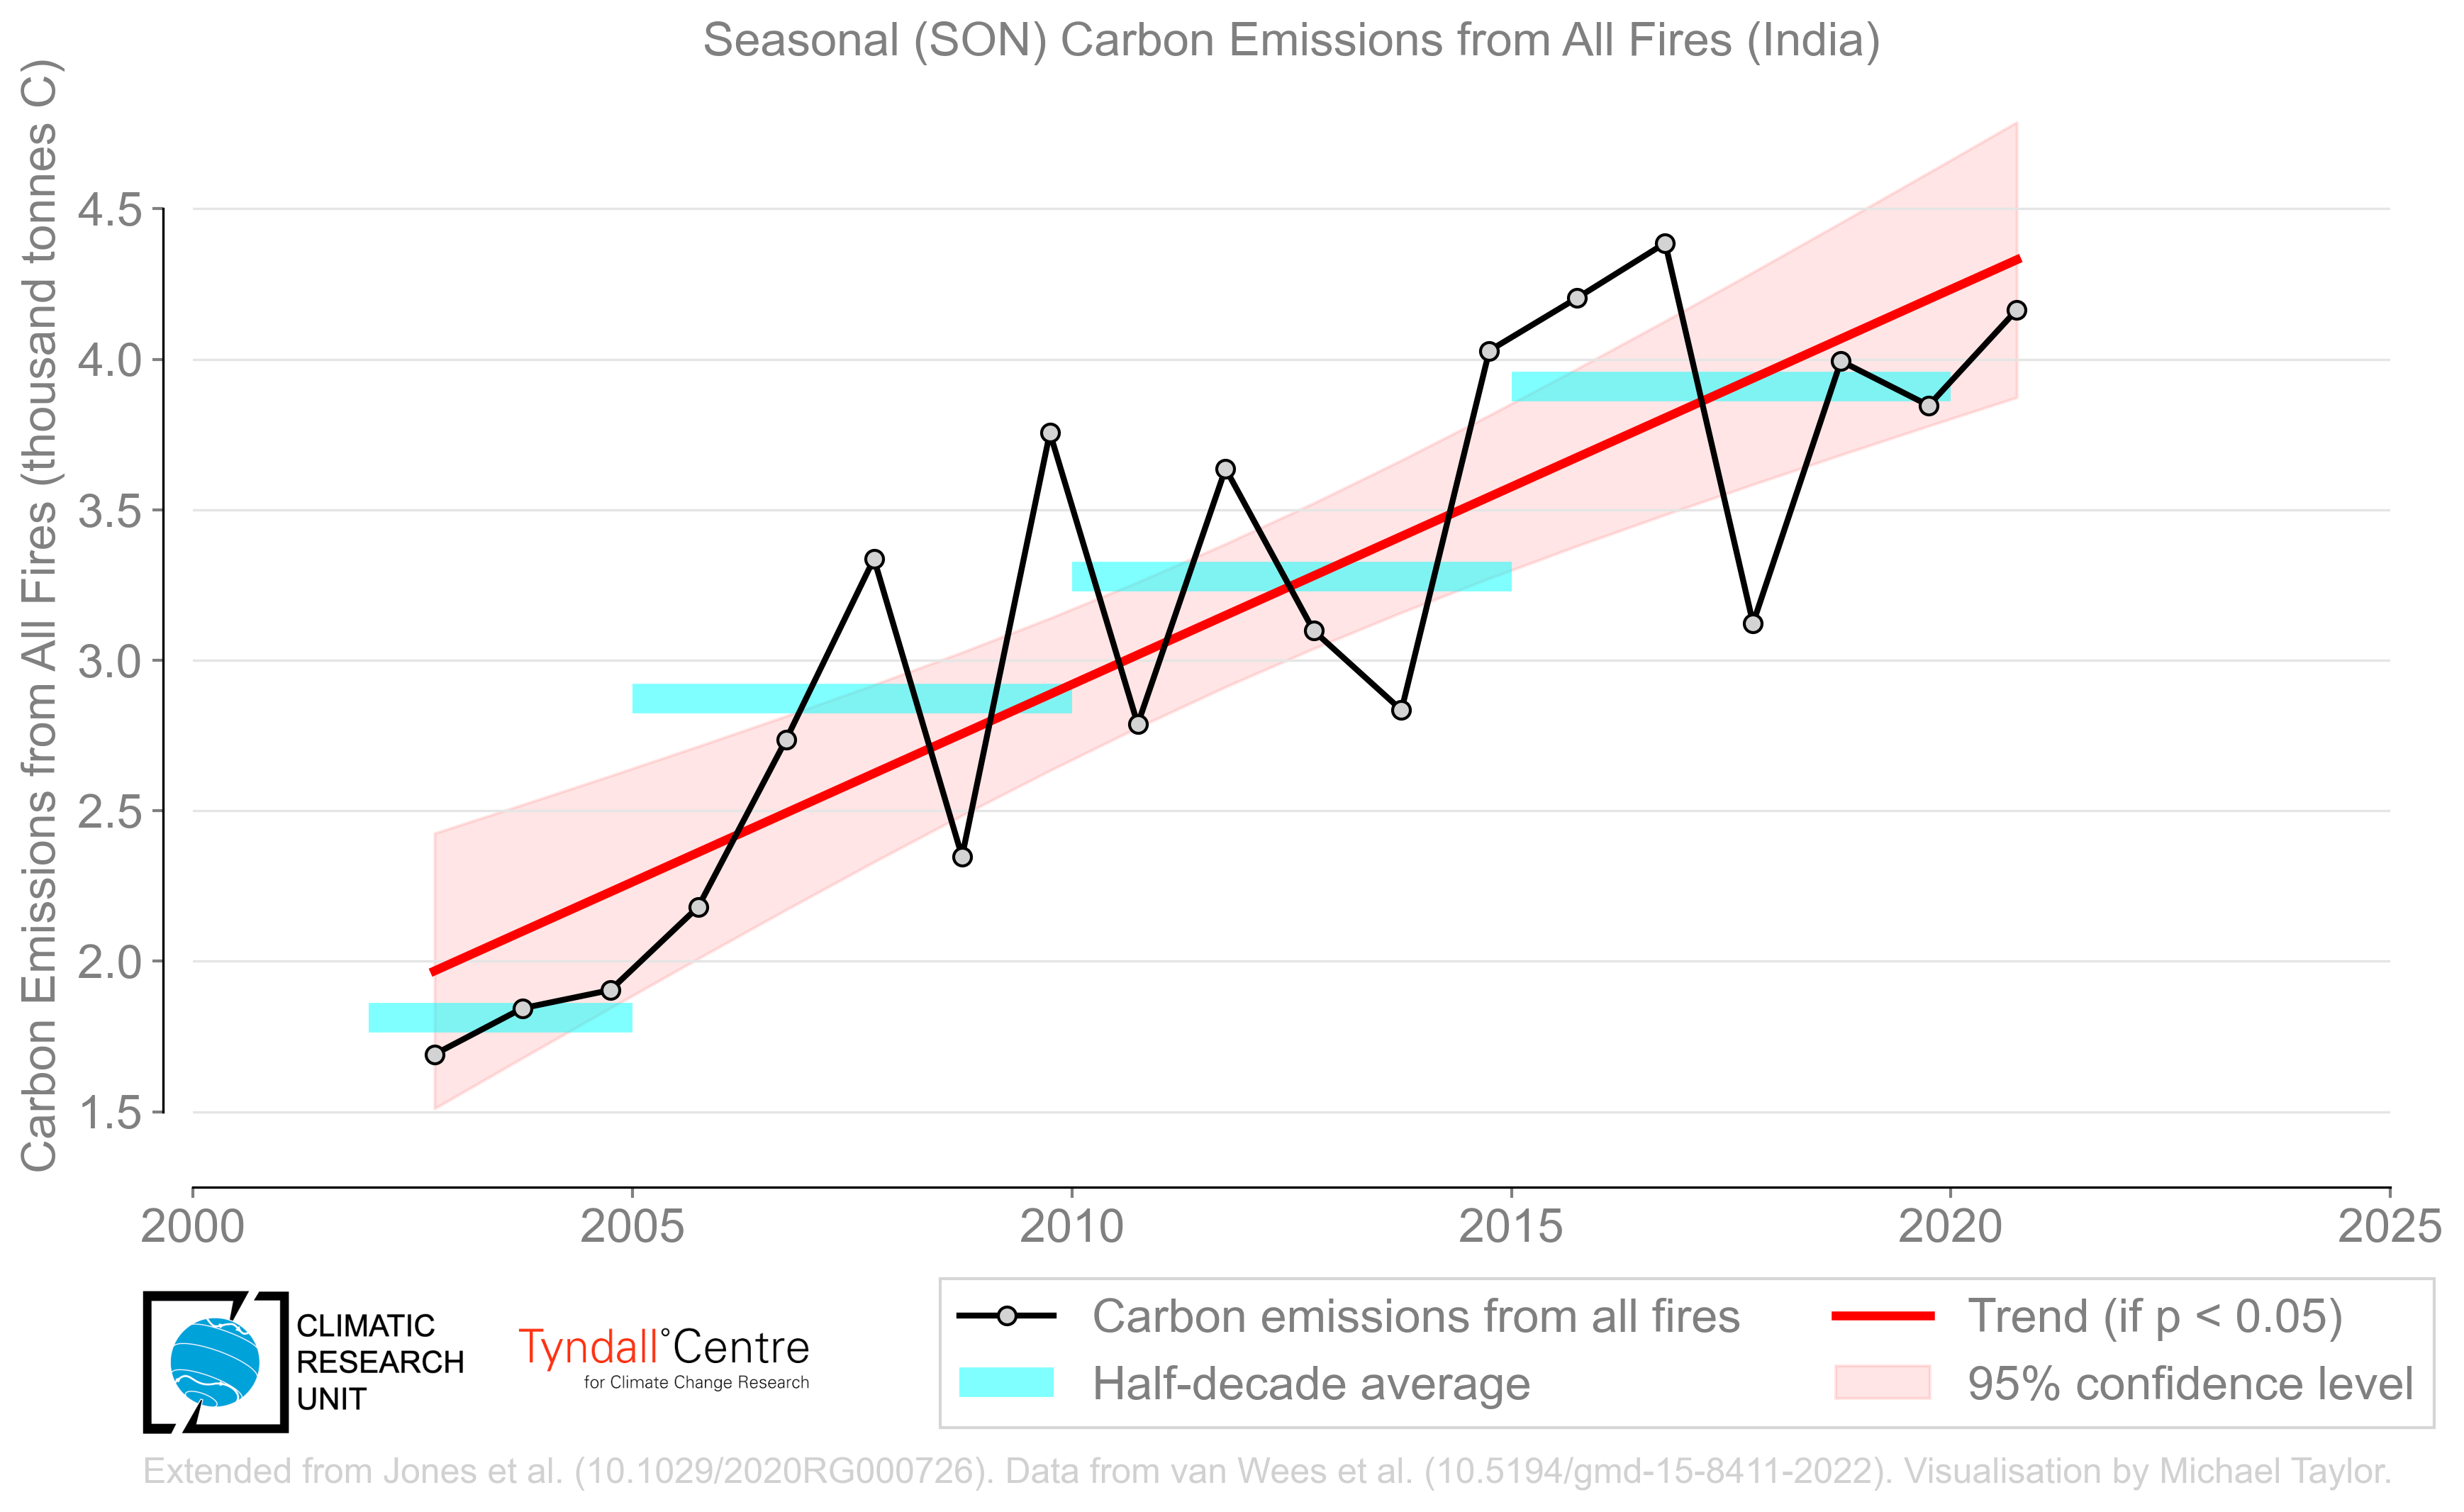 Seasonal (SON) Carbon Emissions from All Fires (India)
Carbon Emissions from All Fires (thousand tonnes C)
4.5
4.0
3.5
3.0
2.5
2.0
1.5
2000 2005 2010 2015 2020 2025
CLIMATIC
RESEARCH
UNIT
Tyndall°Centre
for Climate Change Research
Carbon emissions from all fires
Half-decade average
Trend (if p < 0.05)
95% confidence level
Extended from Jones et al. (10.1029/2020RG000726). Data from van Wees et al. (10.5194/gmd-15-8411-2022). Visualisation by Michael Taylor.